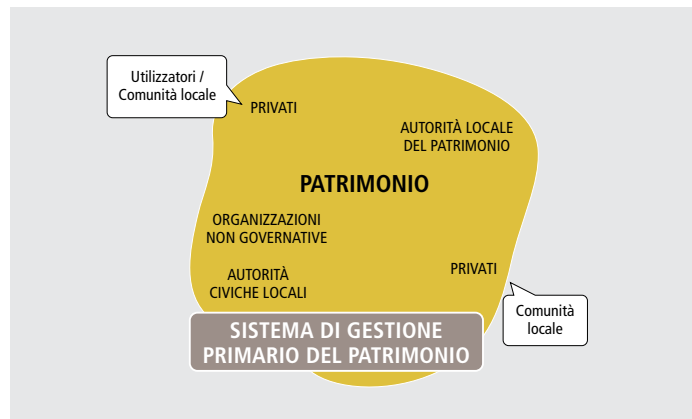 Utilizzatori /
Comunità locale
PRIVATI
AUTORITÀ LOCALE
DEL PATRIMONIO
PATRIMONIO
ORGANIZZAZIONI
NON GOVERNATIVE
AUTORITÀ
CIVICHE LOCALI
PRIVATI
Comunità
locale
SISTEMA DI GESTIONE
PRIMARIO DEL PATRIMONIO